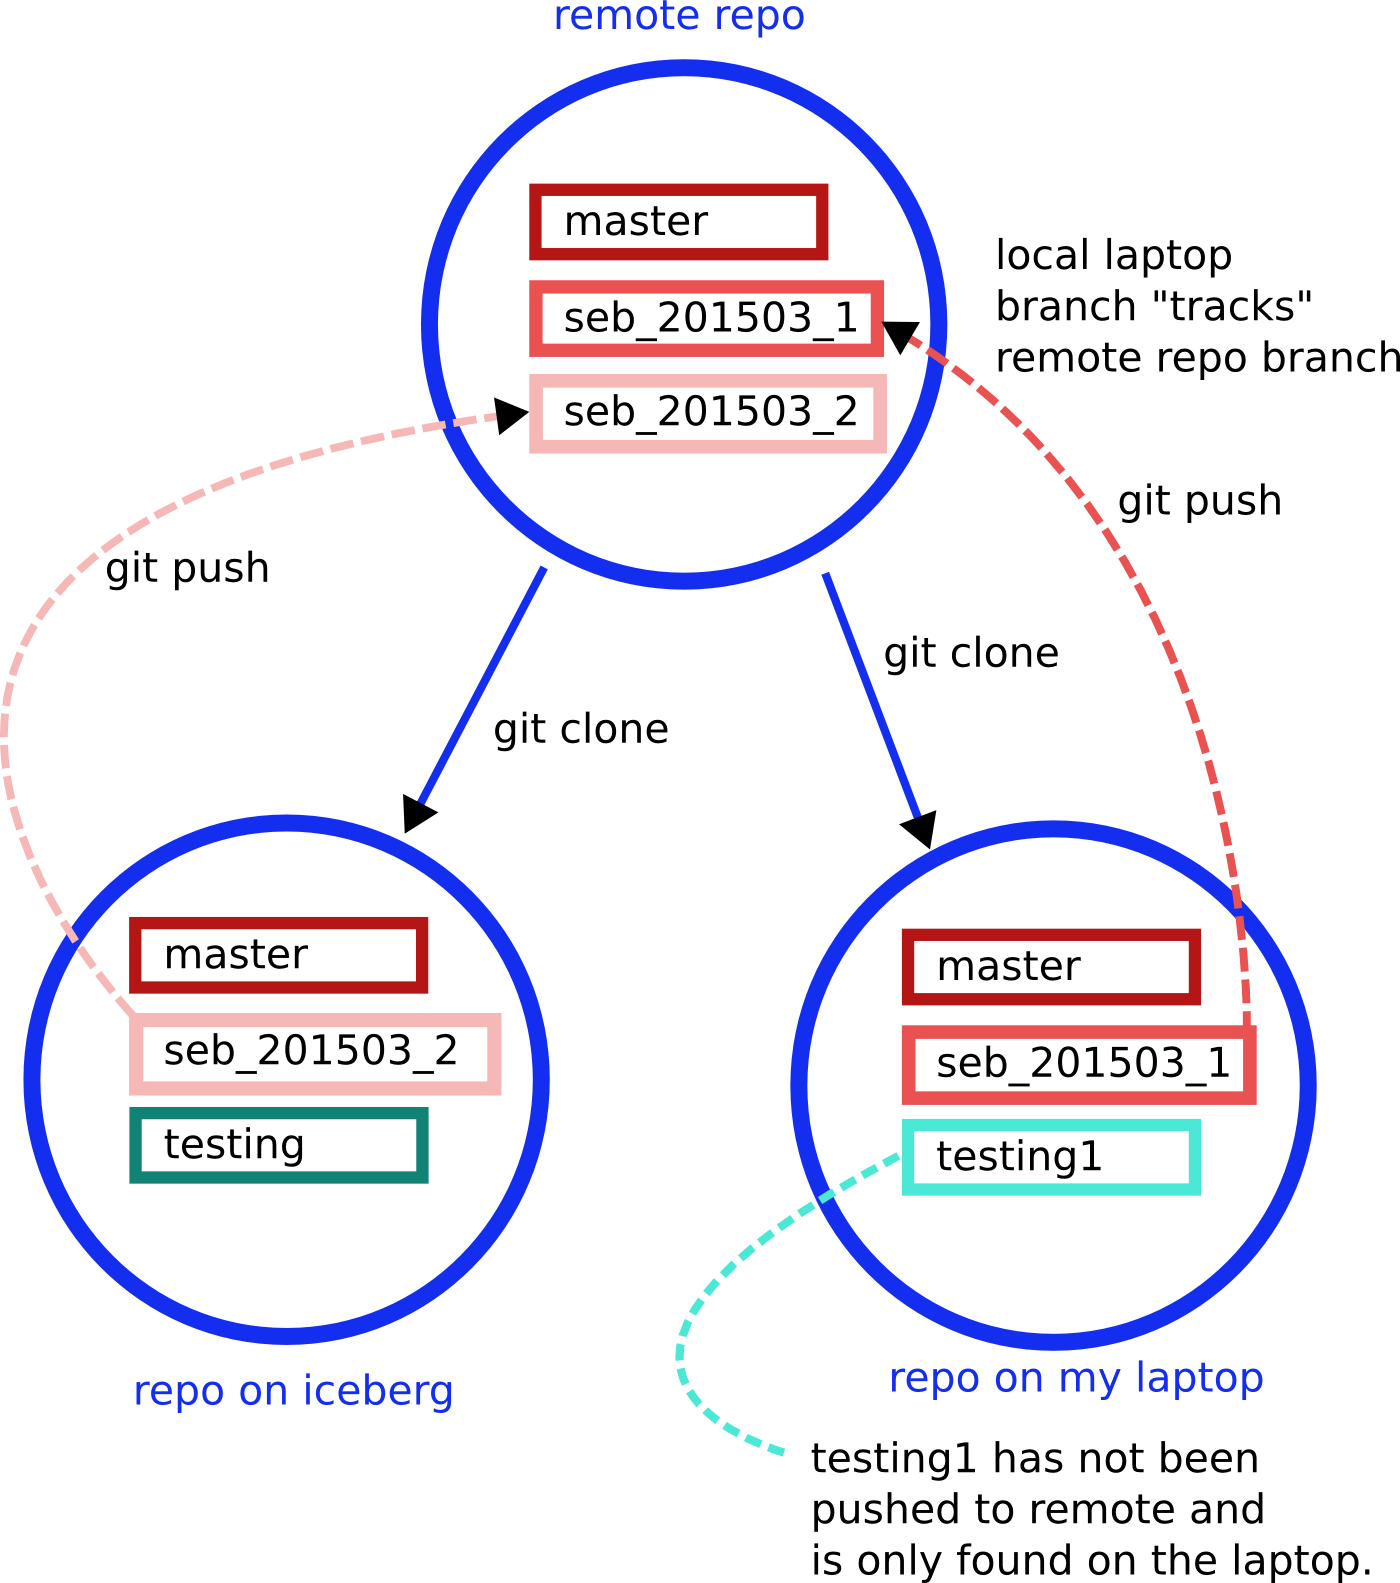 remote repo
master
seb_201503_1
seb_201503_2
local laptop
branch "tracks"
remote repo branch
git push
git push
git clone
git clone
master
seb_201503_2
testing
repo on iceberg
master
seb_201503_1
testing1
repo on my laptop
testing1 has not been
pushed to remote and
is only found on the laptop.